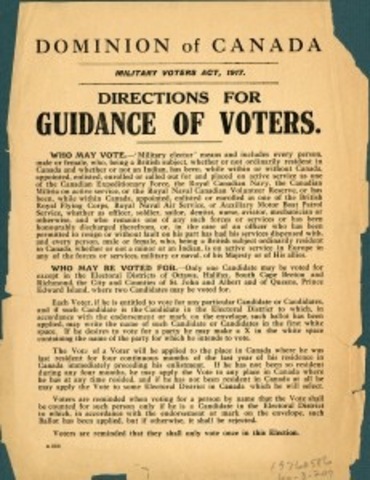 DOMINION of CANADA
MILITARY VOTERS ACT, 1917.
DIRECTIONS FOR
GUIDANCE OF VOTERS.
WHO MAY VOTE.—'Military elector' means and includes every person,
male or female, who, being a British subject, whether or not ordinarily resident in
Canada and whether or not an Indian, has been, while within or without Canada,
appointed, enlisted, enrolled or called out for and placed on active service as one
of the Canadian Expeditionary Force, the Royal Canadian Navy, the Canadian
Militia on active service, or the Royal Naval Canadian Volunteer Reserve, or has
been, while within Canada, appointed, enlisted or enrolled as one of the British
Royal Flying Corps, Royal Naval Air Service, or Auxiliary Motor Boat Patrol
Service, whether as officer, soldier, sailor, dentist, nurse, aviator, mechanician or
otherwise, and who remains one of any such forces or services or has been
honourably discharged therefrom, or, in the case of an officer who has been
permitted to resign or without fault on his part has had his services dispensed with,
and every person, male or female, who, being a British subject ordinarily resident
in Canada, whether or not a minor or an Indian, is on active service in Europe in
any of the forces or services, military or naval, of his Majesty or of His allies.
WHO MAY BE VOTED FOR.—Only one Candidate may be voted for
except in the Electoral Districts of Ottawa, Halifax, South Cape Breton and
Richmond, the City and Counties of St. John and Albert and of Queens, Prince
Edward Island, where two Candidates may be voted for.
Each Voter, if he is entitled to vote for any particular Candidate or Candidates,
and if such Candidate is the Candidate in the Electoral District to which, in
accordance with the endorsement or mark on the envelope, such ballot has been
applied, may write the name of such Candidate or Candidates in the first white
space. If he desires to vote for a party he may make a X in the white space
containing the name of the party for which he intends to vote.
The Vote of a Voter will be applied to the place in Canada where he was
last resident for four continuous months of the last year of his residence in
Canada immediately preceding his enlistment. If he has not been so resident
during any four months, he may apply the Vote to any place in Canada where
he has at any time resided, and if he has not been resident in Canada at all he
may apply the Vote to some Electoral District in Canada which he will select.
Voters are reminded when voting for a person by name that the Vote shall
be counted for such person only if he is a Candidate in the Electoral District
to which, in accordance with the endorsement or mark on the envelope, such
Ballot has been applied, but if otherwise, it shall be rejected.
Voters are reminded that they shall only vote once in this Election.
19760586